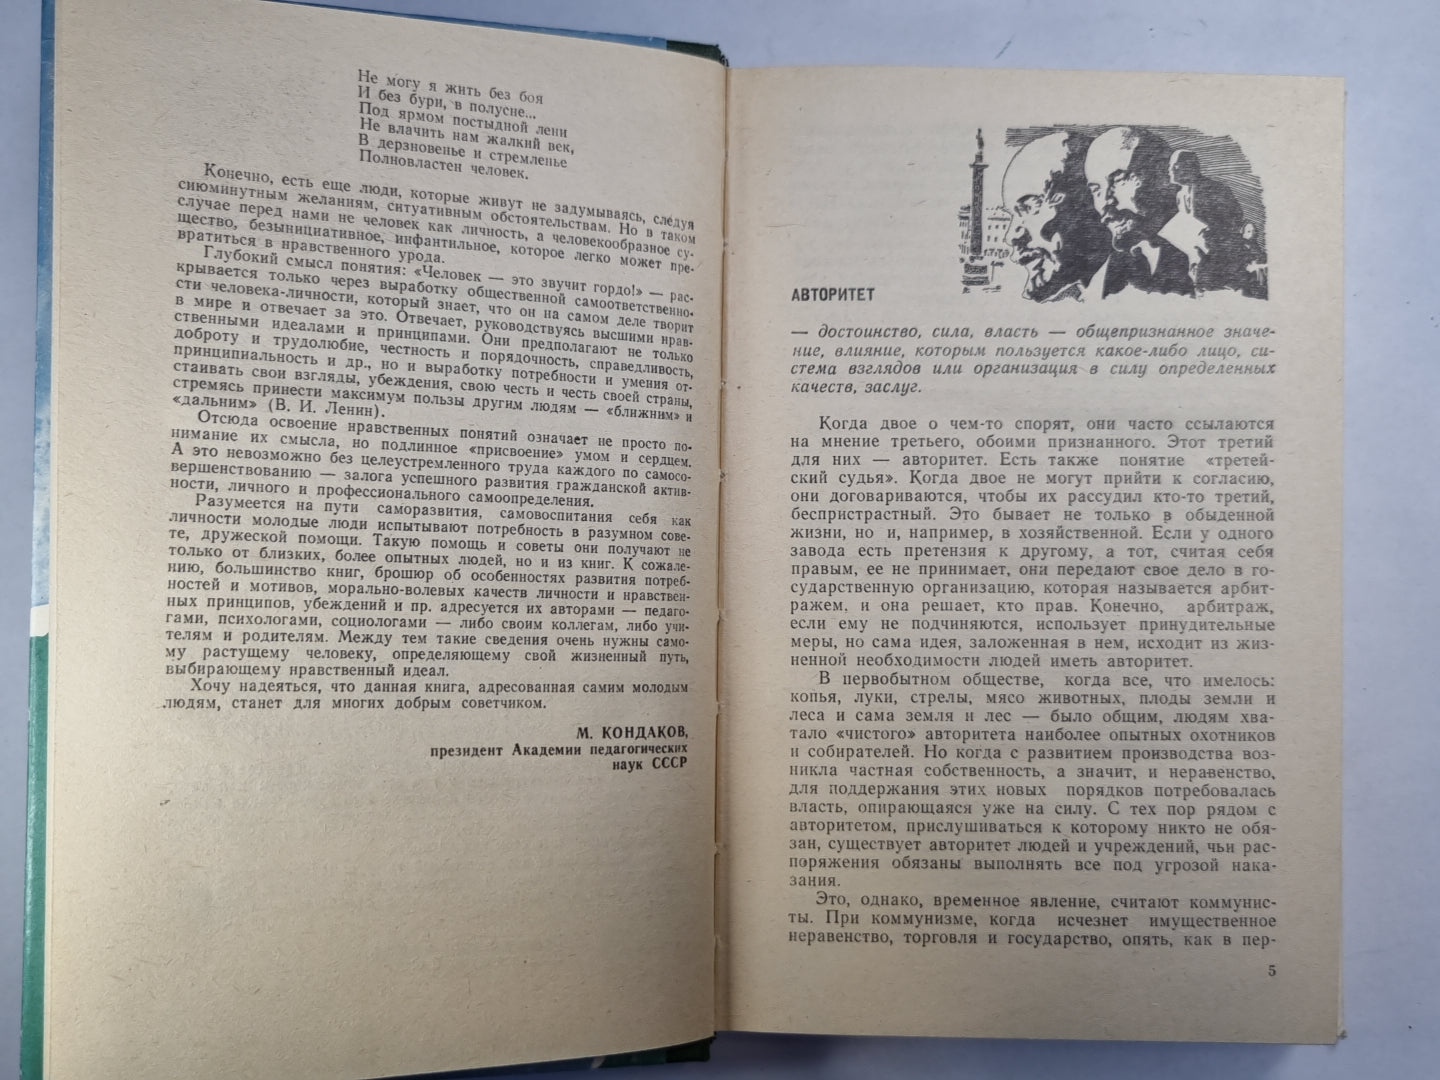 Не могу я жить без боя
И без бури, в полусне...
Под ярмом постыдной лени
Не влачить нам жалкий век,
В дерзновенье и стремленье
Полновластен человек.
Конечно, есть еще люди, которые живут не задумываясь, следуя
сиюминутным желаниям, ситуативным обстоятельствам. Но в таком
случае перед нами не человек как личность, а человекообразное су-
щество, безынициативное, инфантильное, которое легко может пре-
вратиться в нравственного урода.
Глубокий смысл понятия: «Человек — это звучит гордо!» — рас-
крывается только через выработку общественной самоответственно-
сти человека-личности, который знает, что он на самом деле творит
в мире и отвечает за это. Отвечает, руководствуясь высшими нрав-
ственными идеалами и принципами. Они предполагают не только
доброту и трудолюбие, честность и порядочность, справедливость,
принципиальность и др., но и выработку потребности и умения от-
стаивать свои взгляды, убеждения, свою честь и честь своей страны,
стремясь принести максимум пользы другим людям — «ближним» и
«дальним» (В. И. Ленин).
Отсюда освоение нравственных понятий означает не просто по-
нимание их смысла, но подлинное «присвоение» умом и сердцем.
А это невозможно без целеустремленного труда каждого по самосо-
вершенствованию — залога успешного развития гражданской актив-
ности, личного и профессионального самоопределения.
Разумеется на пути саморазвития, самовоспитания себя как
личности молодые люди испытывают потребность в разумном сове-
те, дружеской помощи. Такую помощь и советы они получают не
только от близких, более опытных людей, но и из книг. К сожале-
нию, большинство книг, брошюр об особенностях развития потреб-
ностей и мотивов, морально-волевых качеств личности и нравствен-
ных принципов, убеждений и пр. адресуется их авторами — педаго-
гами, психологами, социологами — либо своим коллегам, либо учи-
телям и родителям. Между тем такие сведения очень нужны само-
му растущему человеку, определяющему свой жизненный путь,
выбирающему нравственный идеал.
Хочу надеяться, что данная книга, адресованная самим молодым
людям, станет для многих добрым советчиком.
М. КОНДАКОВ,
президент Академии педагогических
наук СССР
АВТОРИТЕТ
— достоинство, сила, власть — общепризнанное значе-
ние, влияние, которым пользуется какое-либо лицо, си-
стема взглядов или организация в силу определенных
качеств, заслуг.
Когда двое о чем-то спорят, они часто ссылаются
на мнение третьего, обоими признанного. Этот третий
для них — авторитет. Есть также понятие «третей-
ский судья». Когда двое не могут прийти к согласию,
они договариваются, чтобы их рассудил кто-то третий,
беспристрастный. Это бывает не только в обыденной
жизни, но и, например, в хозяйственной. Если у одного
завода есть претензия к другому, а тот, считая себя
правым, ее не принимает, они передают свое дело в го-
сударственную организацию, которая называется арбит-
ражем, и она решает, кто прав. Конечно, арбитраж,
если ему не подчиняются, использует принудительные
меры, но сама идея, заложенная в нем, исходит из жиз-
ненной необходимости людей иметь авторитет.
В первобытном обществе, когда все, что имелось:
копья, луки, стрелы, мясо животных, плоды земли и
леса и сама земля и лес — было общим, людям хва-
тало «чистого» авторитета наиболее опытных охотников
и собирателей. Но когда с развитием производства воз-
никла частная собственность, а значит, и неравенство,
для поддержания этих новых порядков потребовалась
власть, опирающаяся уже на силу. С тех пор рядом с
авторитетом, прислушиваться к которому никто не обя-
зан, существует авторитет людей и учреждений, чьи рас-
поряжения обязаны выполнять все под угрозой нака-
зания.
Это, однако, временное явление, считают коммунис-
ты. При коммунизме, когда исчезнет имущественное
неравенство, торговля и государство, опять, как в пер-
5